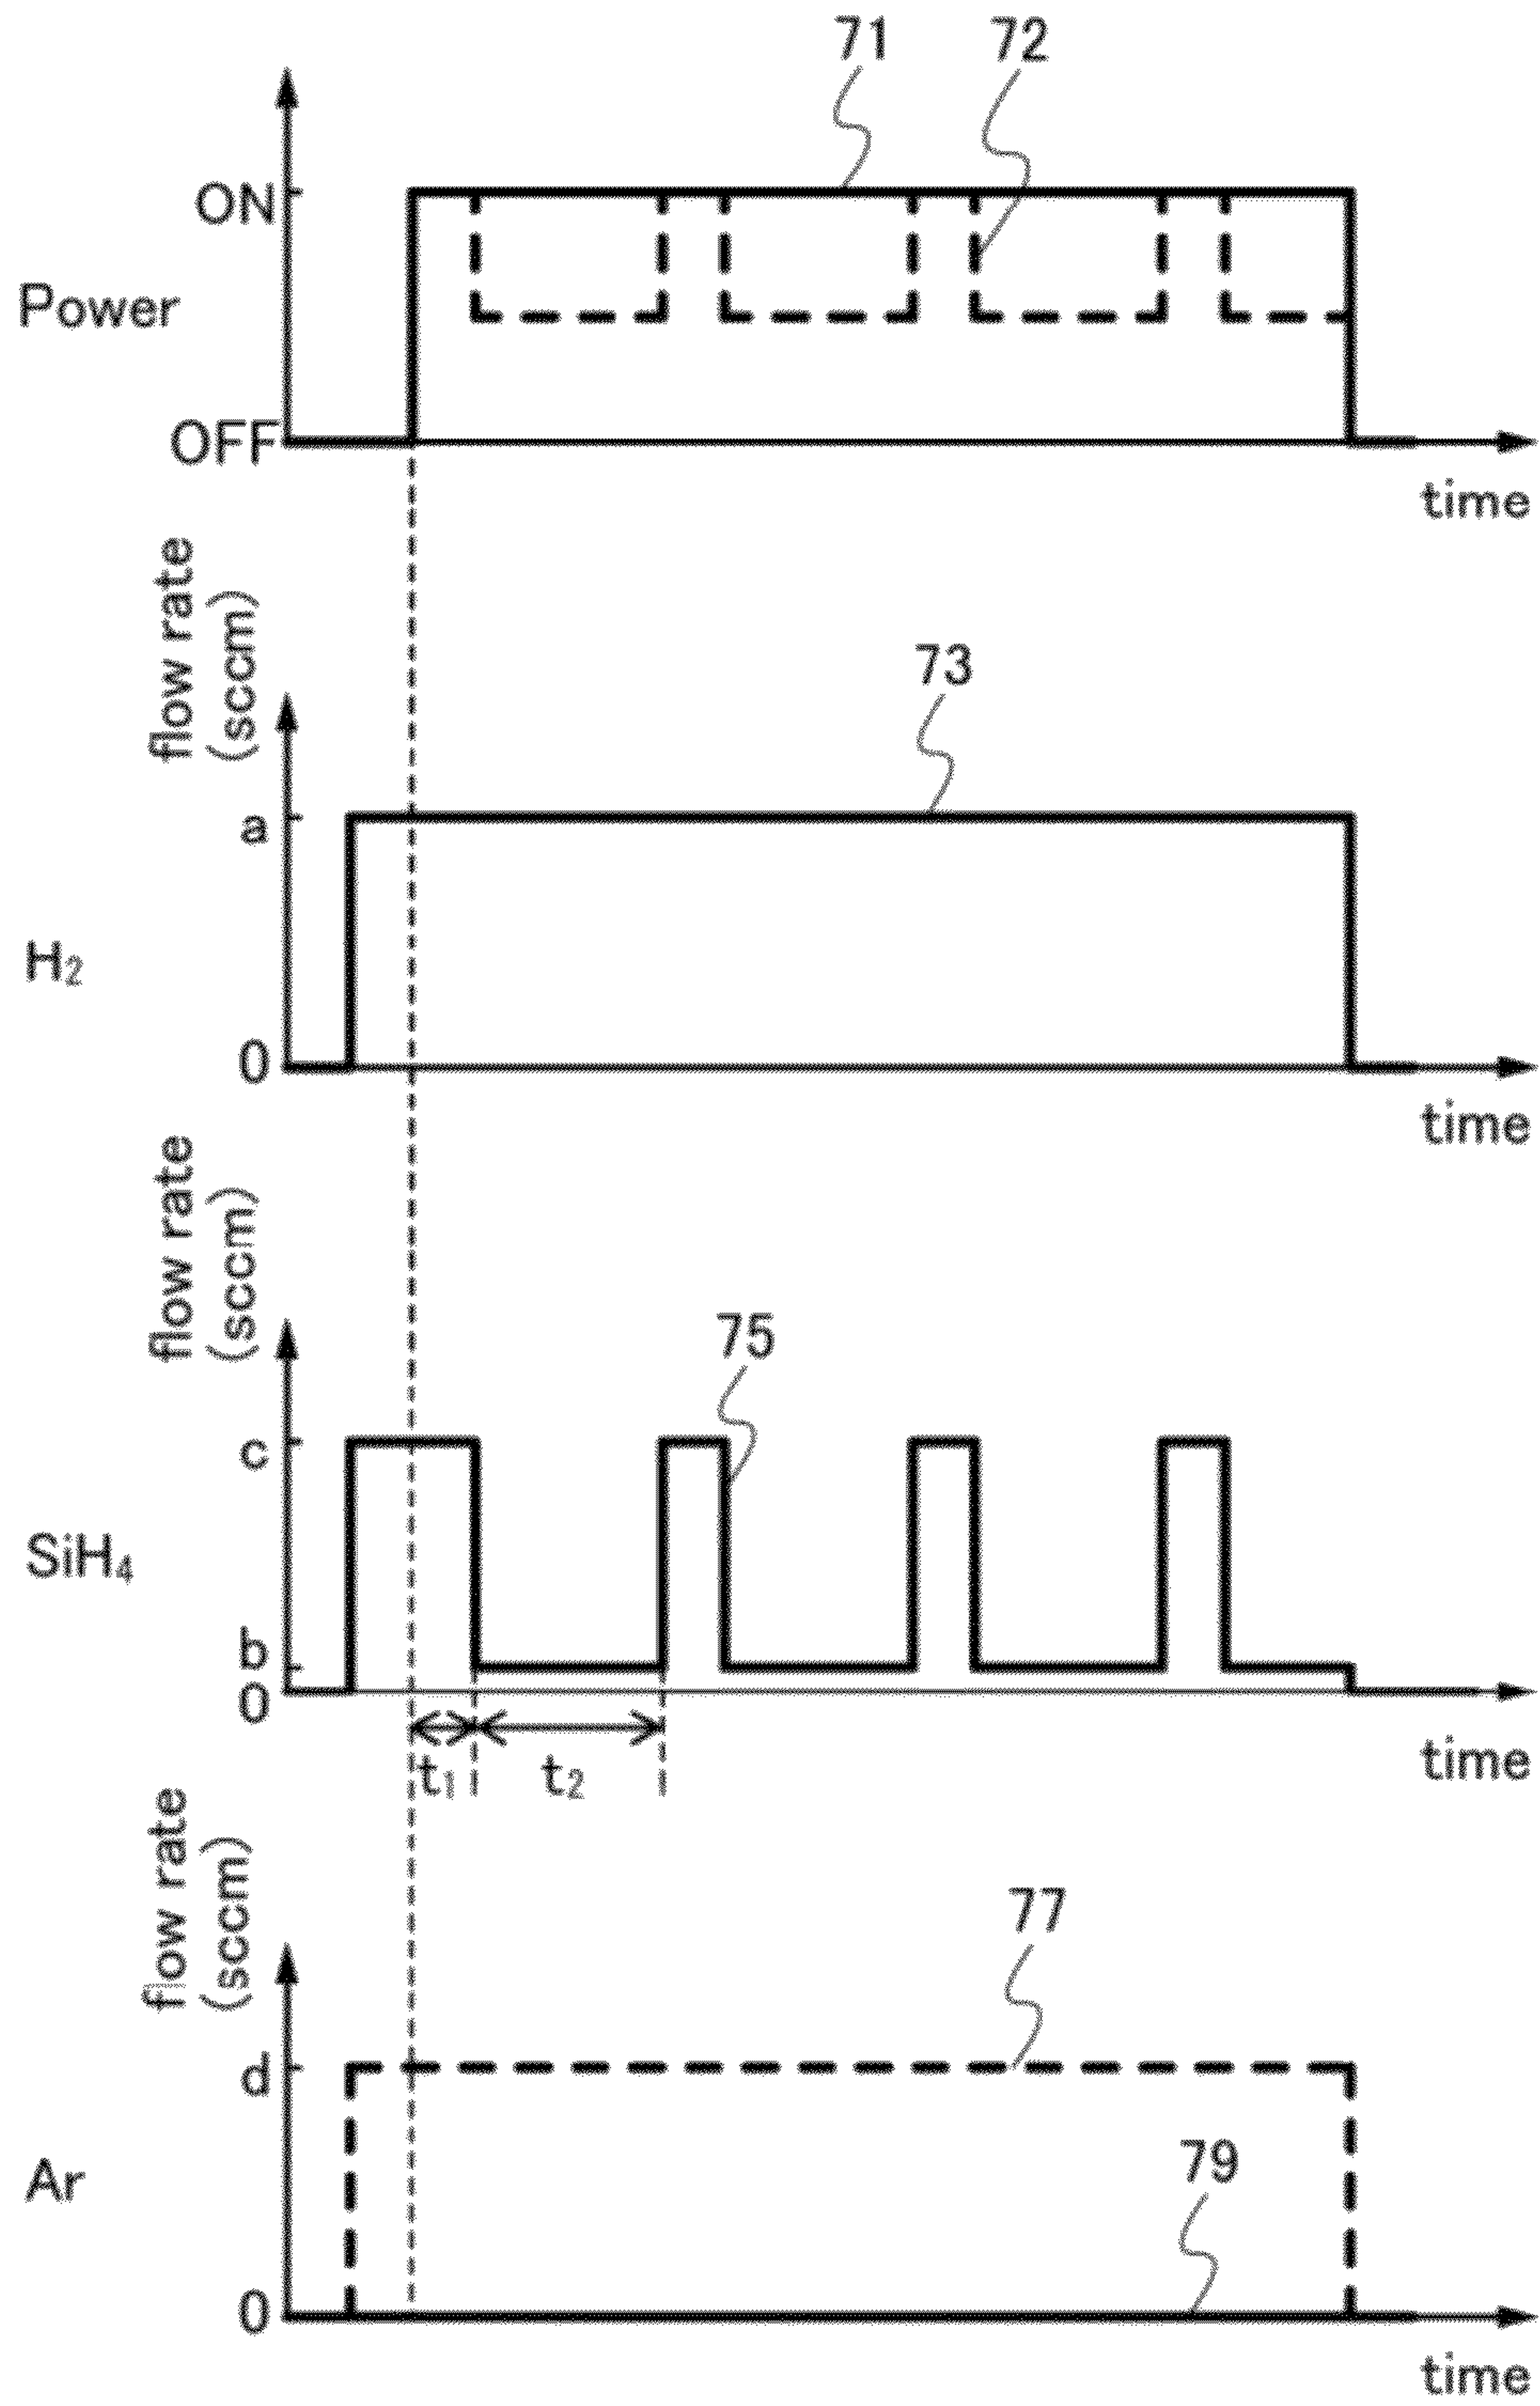 71
72
ON
Power
OFF
time
flow rate
(sccm)
73
a
H₂
0
time
flow rate
(sccm)
75
c
SiH₄
b
0
t₁
t₂
time
flow rate
(sccm)
77
d
79
Ar
0
time